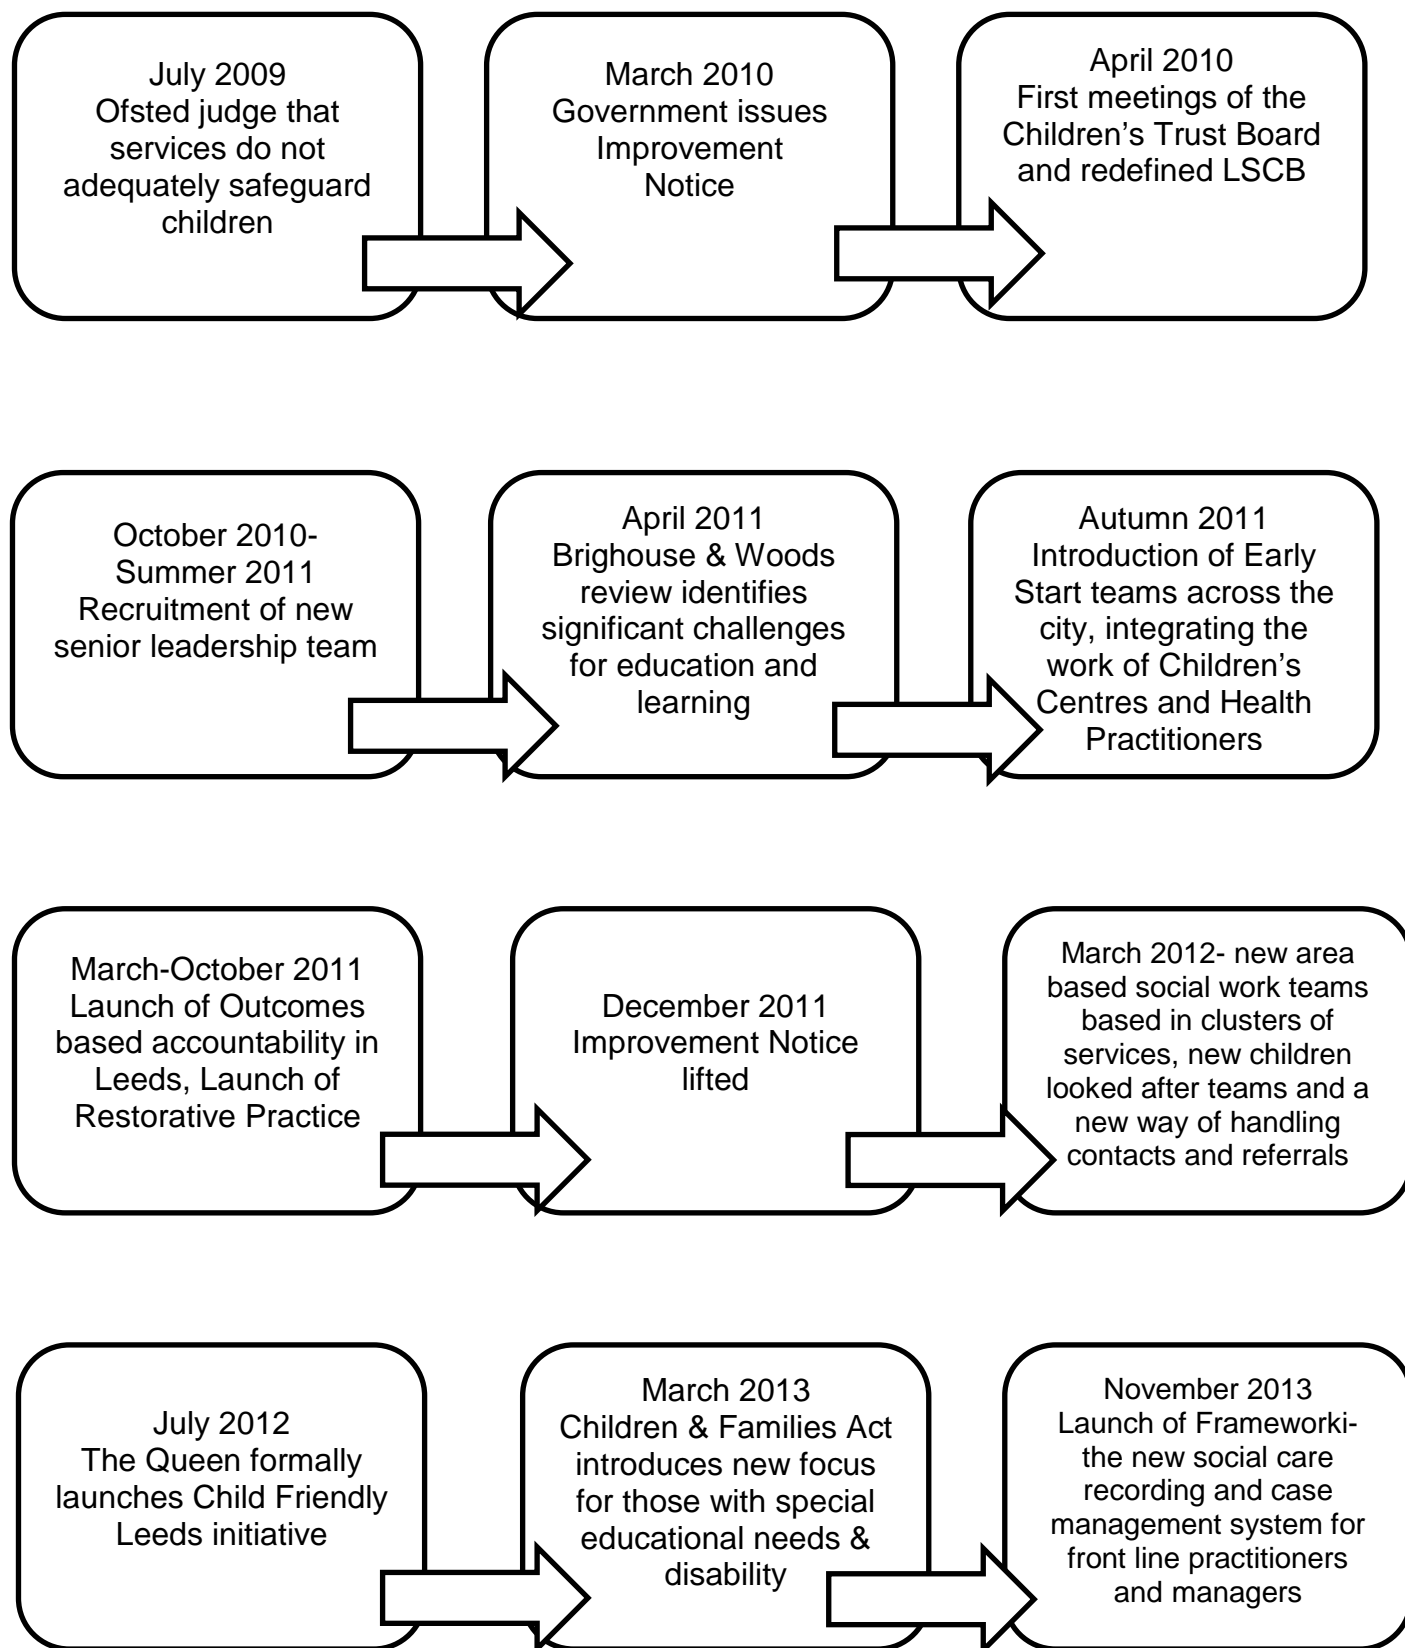 July 2009
Ofsted judge that
services do not
adequately safeguard
children
March 2010
Government issues
Improvement
Notice
April 2010
First meetings of the
Children’s Trust Board
and redefined LSCB
October 2010-
Summer 2011
Recruitment of new
senior leadership team
April 2011
Brighouse & Woods
review identifies
significant challenges
for education and
learning
Autumn 2011
Introduction of Early
Start teams across the
city, integrating the
work of Children’s
Centres and Health
Practitioners
March-October 2011
Launch of Outcomes
based accountability in
Leeds, Launch of
Restorative Practice
December 2011
Improvement Notice
lifted
March 2012- new area
based social work teams
based in clusters of
services, new children
looked after teams and a
new way of handling
contacts and referrals
July 2012
The Queen formally
launches Child Friendly
Leeds initiative
March 2013
Children & Families Act
introduces new focus
for those with special
educational needs &
disability
November 2013
Launch of Frameworki-
the new social care
recording and case
management system for
front line practitioners
and managers